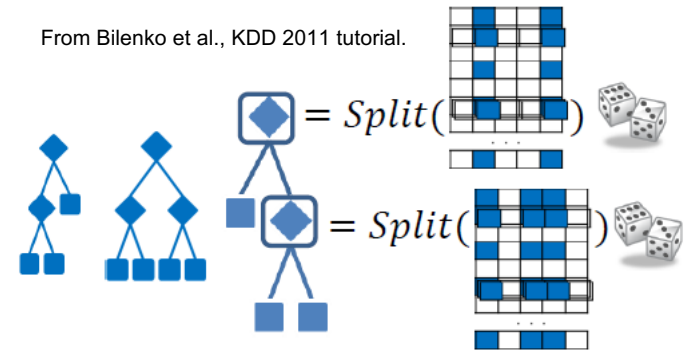 From Bilenko et al., KDD 2011 tutorial.
= Split( )
. . .
= Split( )
. . .